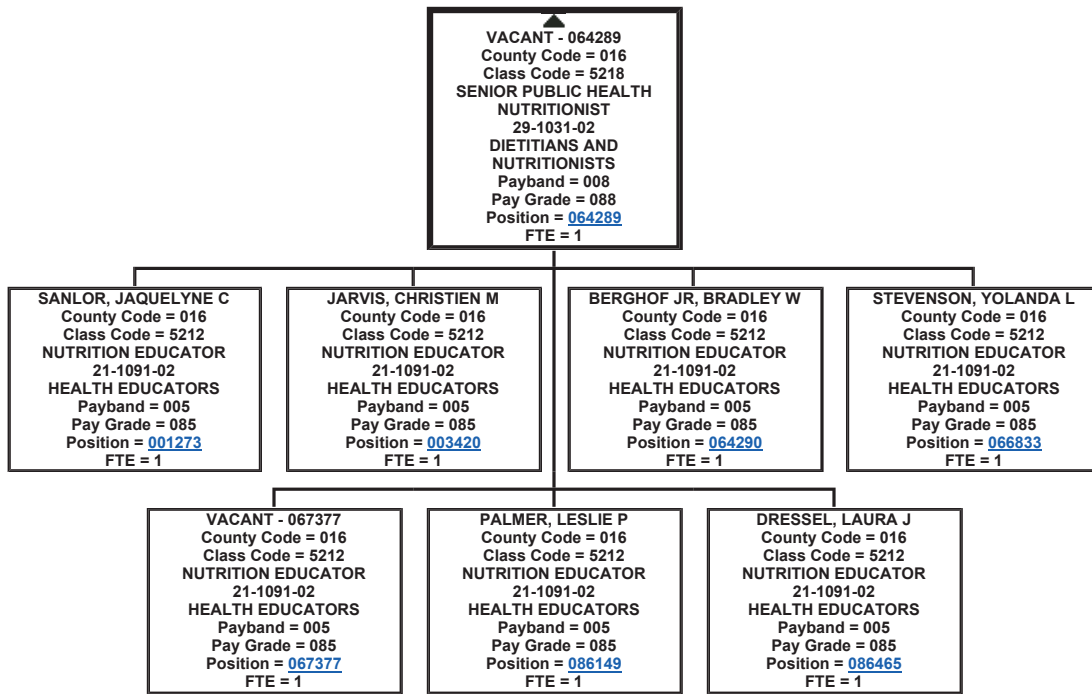 VACANT - 064289
County Code = 016
Class Code = 5218
SENIOR PUBLIC HEALTH
NUTRITIONIST
29-1031-02
DIETITIANS AND
NUTRITIONISTS
Payband = 008
Pay Grade = 088
Position = 064289
FTE = 1
SANLOR, JAQUELYNE C
County Code = 016
Class Code = 5212
NUTRITION EDUCATOR
21-1091-02
HEALTH EDUCATORS
Payband = 005
Pay Grade = 085
Position = 001273
FTE = 1
JARVIS, CHRISTIEN M
County Code = 016
Class Code = 5212
NUTRITION EDUCATOR
21-1091-02
HEALTH EDUCATORS
Payband = 005
Pay Grade = 085
Position = 003420
FTE = 1
BERGHOF JR, BRADLEY W
County Code = 016
Class Code = 5212
NUTRITION EDUCATOR
21-1091-02
HEALTH EDUCATORS
Payband = 005
Pay Grade = 085
Position = 064290
FTE = 1
STEVENSON, YOLANDA L
County Code = 016
Class Code = 5212
NUTRITION EDUCATOR
21-1091-02
HEALTH EDUCATORS
Payband = 005
Pay Grade = 085
Position = 066833
FTE = 1
VACANT - 067377
County Code = 016
Class Code = 5212
NUTRITION EDUCATOR
21-1091-02
HEALTH EDUCATORS
Payband = 005
Pay Grade = 085
Position = 067377
FTE = 1
PALMER, LESLIE P
County Code = 016
Class Code = 5212
NUTRITION EDUCATOR
21-1091-02
HEALTH EDUCATORS
Payband = 005
Pay Grade = 085
Position = 086149
FTE = 1
DRESSEL, LAURA J
County Code = 016
Class Code = 5212
NUTRITION EDUCATOR
21-1091-02
HEALTH EDUCATORS
Payband = 005
Pay Grade = 085
Position = 086465
FTE = 1